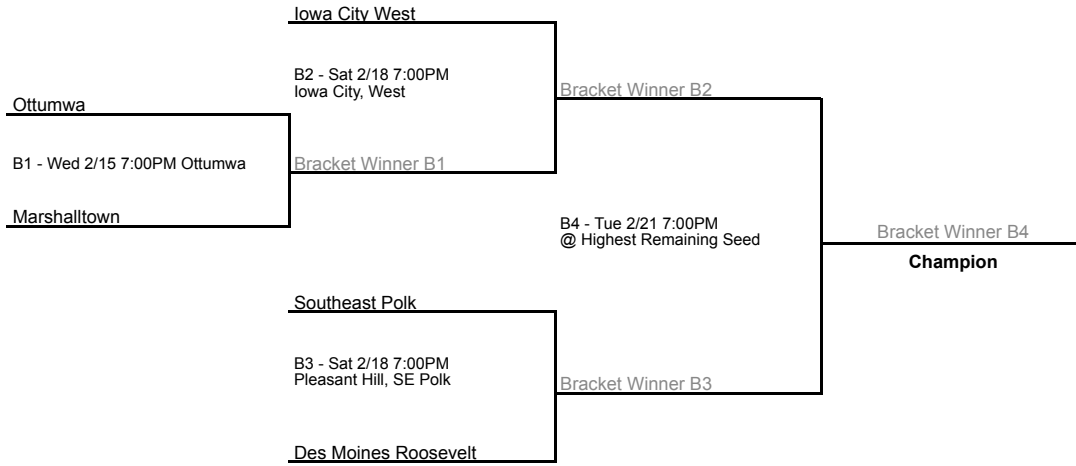 Iowa City West
B2 - Sat 2/18 7:00PM
Iowa City, West
Bracket Winner B2
Ottumwa
B1 - Wed 2/15 7:00PM Ottumwa
Bracket Winner B1
Marshalltown
B4 - Tue 2/21 7:00PM
@ Highest Remaining Seed
Bracket Winner B4
Champion
Southeast Polk
B3 - Sat 2/18 7:00PM
Pleasant Hill, SE Polk
Bracket Winner B3
Des Moines Roosevelt